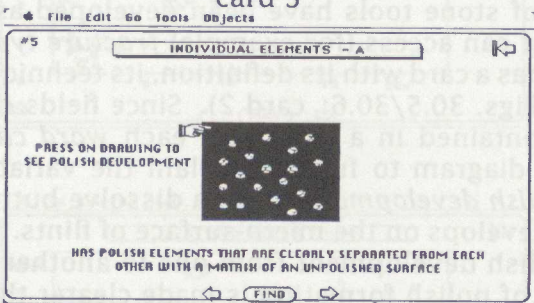 card 5
File Edit Go Tools Objects
#5
INDIVIDUAL ELEMENTS - A
PRESS ON DRAWING TO
SEE POLISH DEVELOPMENT
HAS POLISH ELEMENTS THAT ARE CLEARLY SEPARATED FROM EACH
OTHER WITH A MATRIX OF AN UNPOLISHED SURFACE
FIND